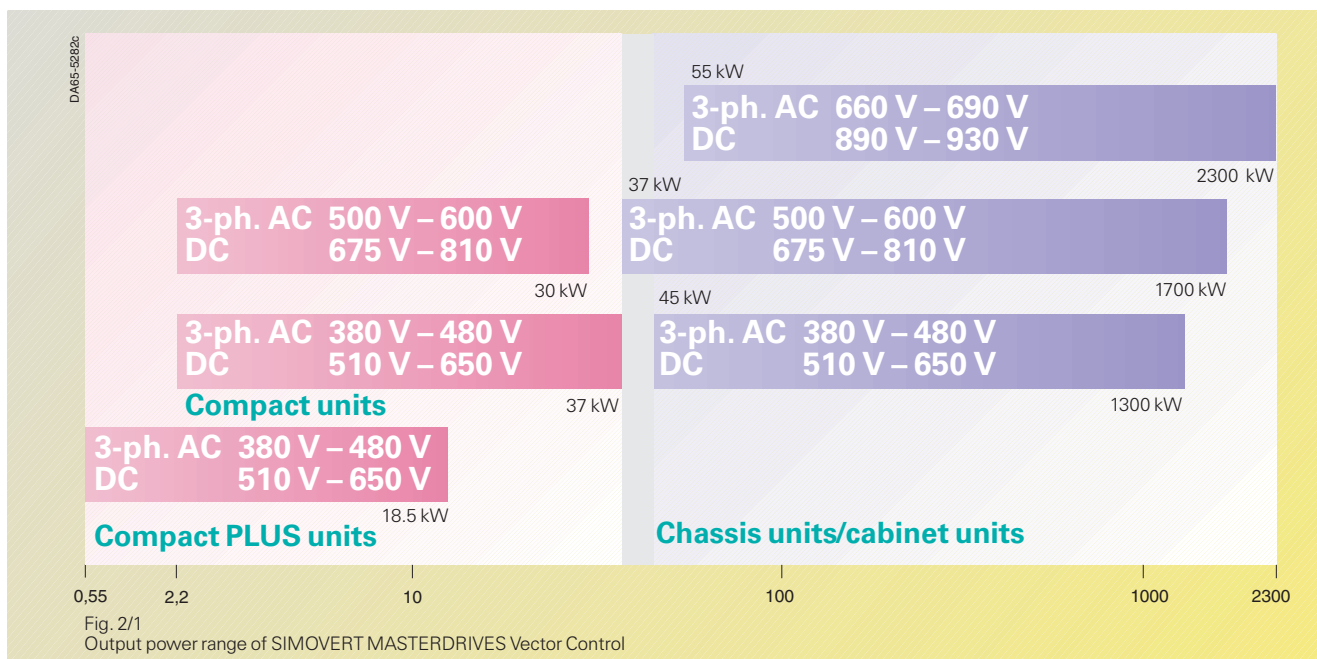 DA65-5282c
55 kW
3-ph. AC 660 V – 690 V
DC 890 V – 930 V
2300 kW
37 kW
3-ph. AC 500 V – 600 V
DC 675 V – 810 V
30 kW
3-ph. AC 500 V – 600 V
DC 675 V – 810 V
1700 kW
45 kW
3-ph. AC 380 V – 480 V
DC 510 V – 650 V
Compact units
37 kW
3-ph. AC 380 V – 480 V
DC 510 V – 650 V
1300 kW
3-ph. AC 380 V – 480 V
DC 510 V – 650 V
18.5 kW
Compact PLUS units
Chassis units/cabinet units
0,55 2,2 10 100 1000 2300
Fig. 2/1
Output power range of SIMOVERT MASTERDRIVES Vector Control